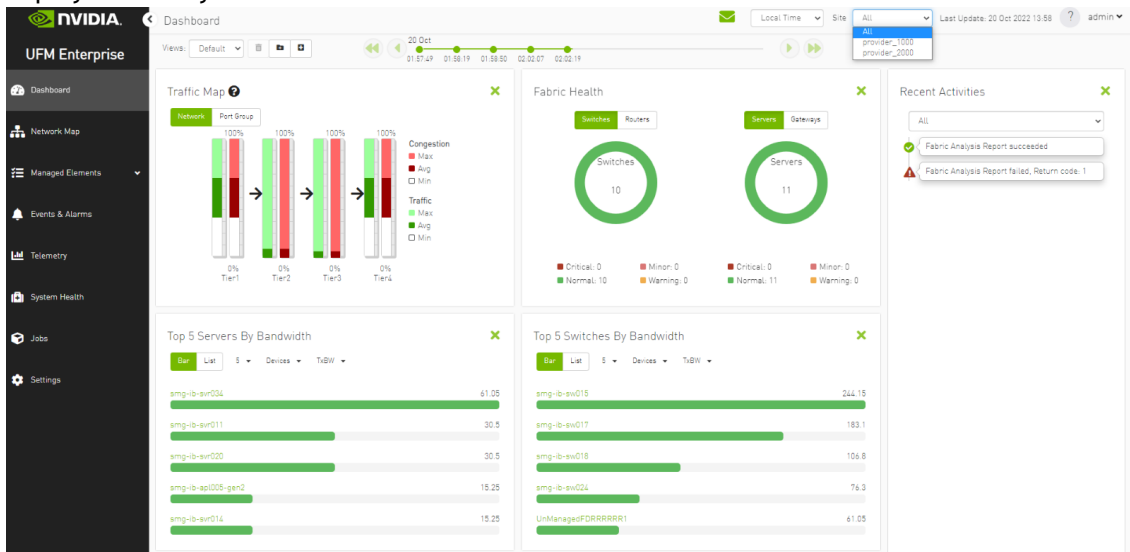 NVIDIA.
UFM Enterprise
Dashboard
Network Map
Managed Elements
Events & Alarms
Telemetry
System Health
Jobs
Settings
Dashboard
Local Time
Site
All
Last Update: 20 Oct 2022 13:58
?
admin
All
provider_1000
provider_2000
Views:
Default
20 Oct
01:57:49 01:58:19 01:58:50 02:02:07 02:02:19
Traffic Map
Network Port Group
100% 100% 100% 100%
Congestion
Max
Avg
Min
Traffic
Max
Avg
Min
0% 0% 0% 0%
Tier1 Tier2 Tier3 Tier4
Fabric Health
Switches Routers
Switches
10
Critical: 0 Minor: 0
Normal: 10 Warning: 0
Servers Gateways
Servers
11
Critical: 0 Minor: 0
Normal: 11 Warning: 0
Recent Activities
All
Fabric Analysis Report succeeded
Fabric Analysis Report failed, Return code: 1
Top 5 Servers By Bandwidth
Bar List 5 Devices TxBW
smg-ib-svr034 61.05
smg-ib-svr011 30.5
smg-ib-svr020 30.5
smg-ib-apl005-gen2 15.25
smg-ib-svr014 15.25
Top 5 Switches By Bandwidth
Bar List 5 Devices TxBW
smg-ib-sw015 244.15
smg-ib-sw017 183.1
smg-ib-sw018 106.8
smg-ib-sw024 76.3
UnManagedFDRRRRRR1 61.05